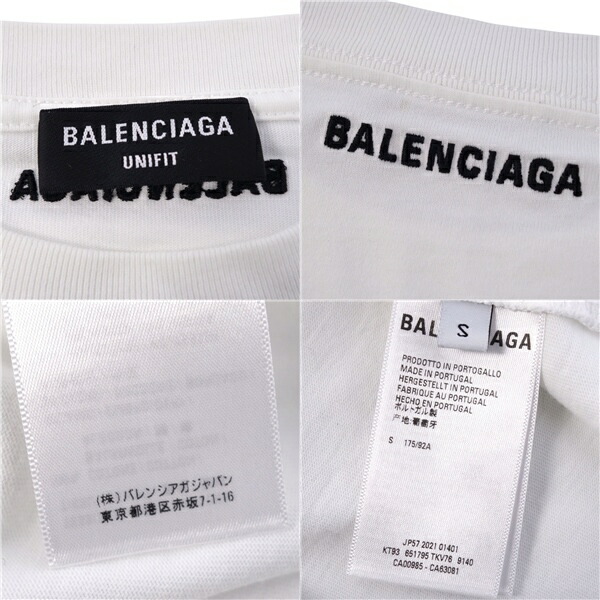 BALENCIAGA
UNIFIT
BALENCIAGA
(株)バレンシアガジャパン
東京都港区赤坂7-1-16
S
BAL AGA
PRODOTTO IN PORTOGALLO
MADE IN PORTUGAL
HERGESTELLT IN PORTUGAL
FABRIQUE AU PORTUGAL
HECHO EN PORTUGAL
ポルトガル製
产地:葡萄牙
S 175/92A
JP57 2021 01401
KT93 651795 TKV76 9140
CA00985 - CA63081